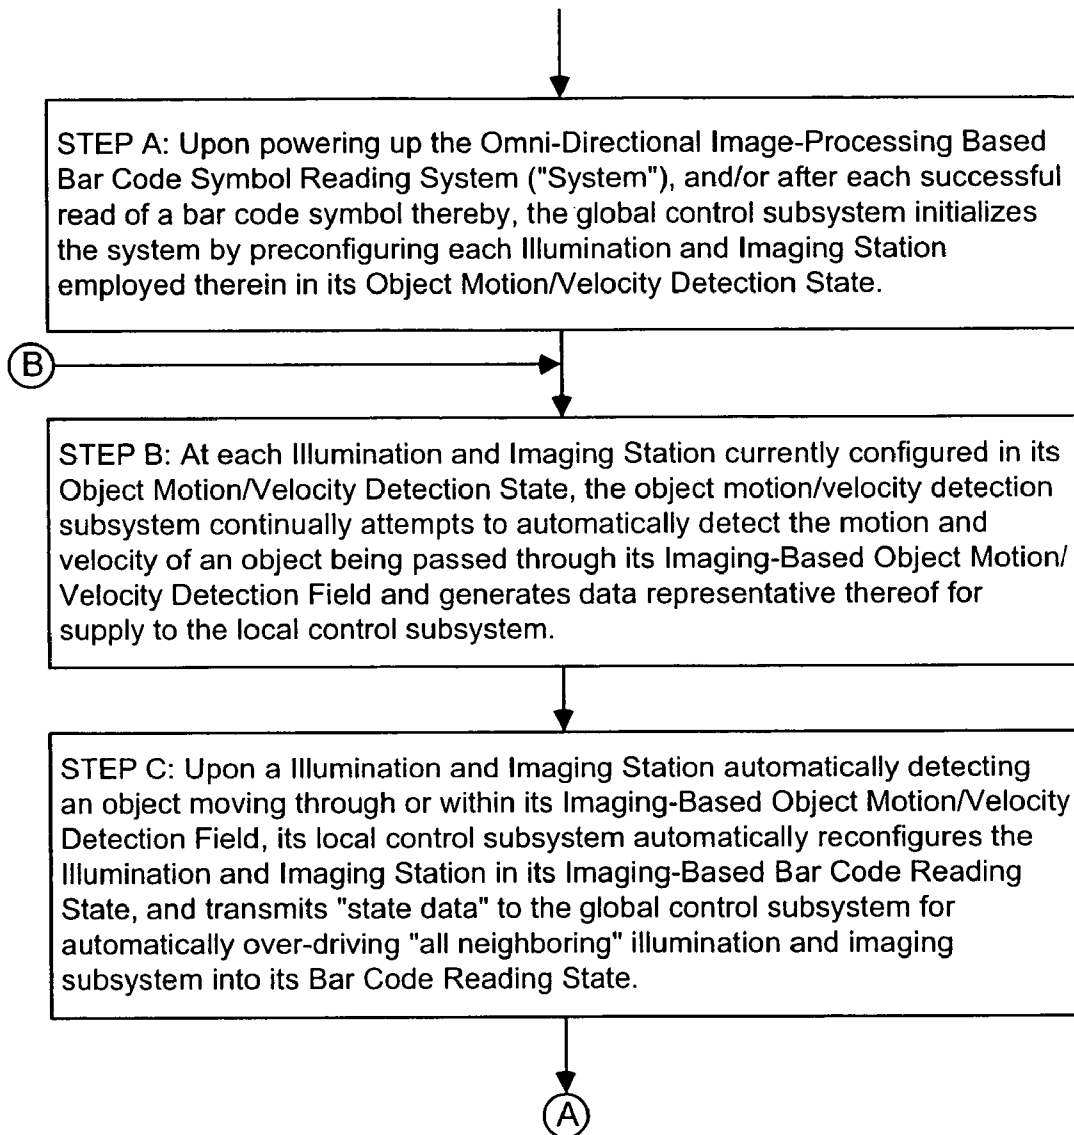 STEP A: Upon powering up the Omni-Directional Image-Processing Based
Bar Code Symbol Reading System ("System"), and/or after each successful
read of a bar code symbol thereby, the global control subsystem initializes
the system by preconfiguring each Illumination and Imaging Station
employed therein in its Object Motion/Velocity Detection State.
B
STEP B: At each Illumination and Imaging Station currently configured in its
Object Motion/Velocity Detection State, the object motion/velocity detection
subsystem continually attempts to automatically detect the motion and
velocity of an object being passed through its Imaging-Based Object Motion/
Velocity Detection Field and generates data representative thereof for
supply to the local control subsystem.
STEP C: Upon a Illumination and Imaging Station automatically detecting
an object moving through or within its Imaging-Based Object Motion/Velocity
Detection Field, its local control subsystem automatically reconfigures the
Illumination and Imaging Station in its Imaging-Based Bar Code Reading
State, and transmits "state data" to the global control subsystem for
automatically over-driving "all neighboring" illumination and imaging
subsystem into its Bar Code Reading State.
A